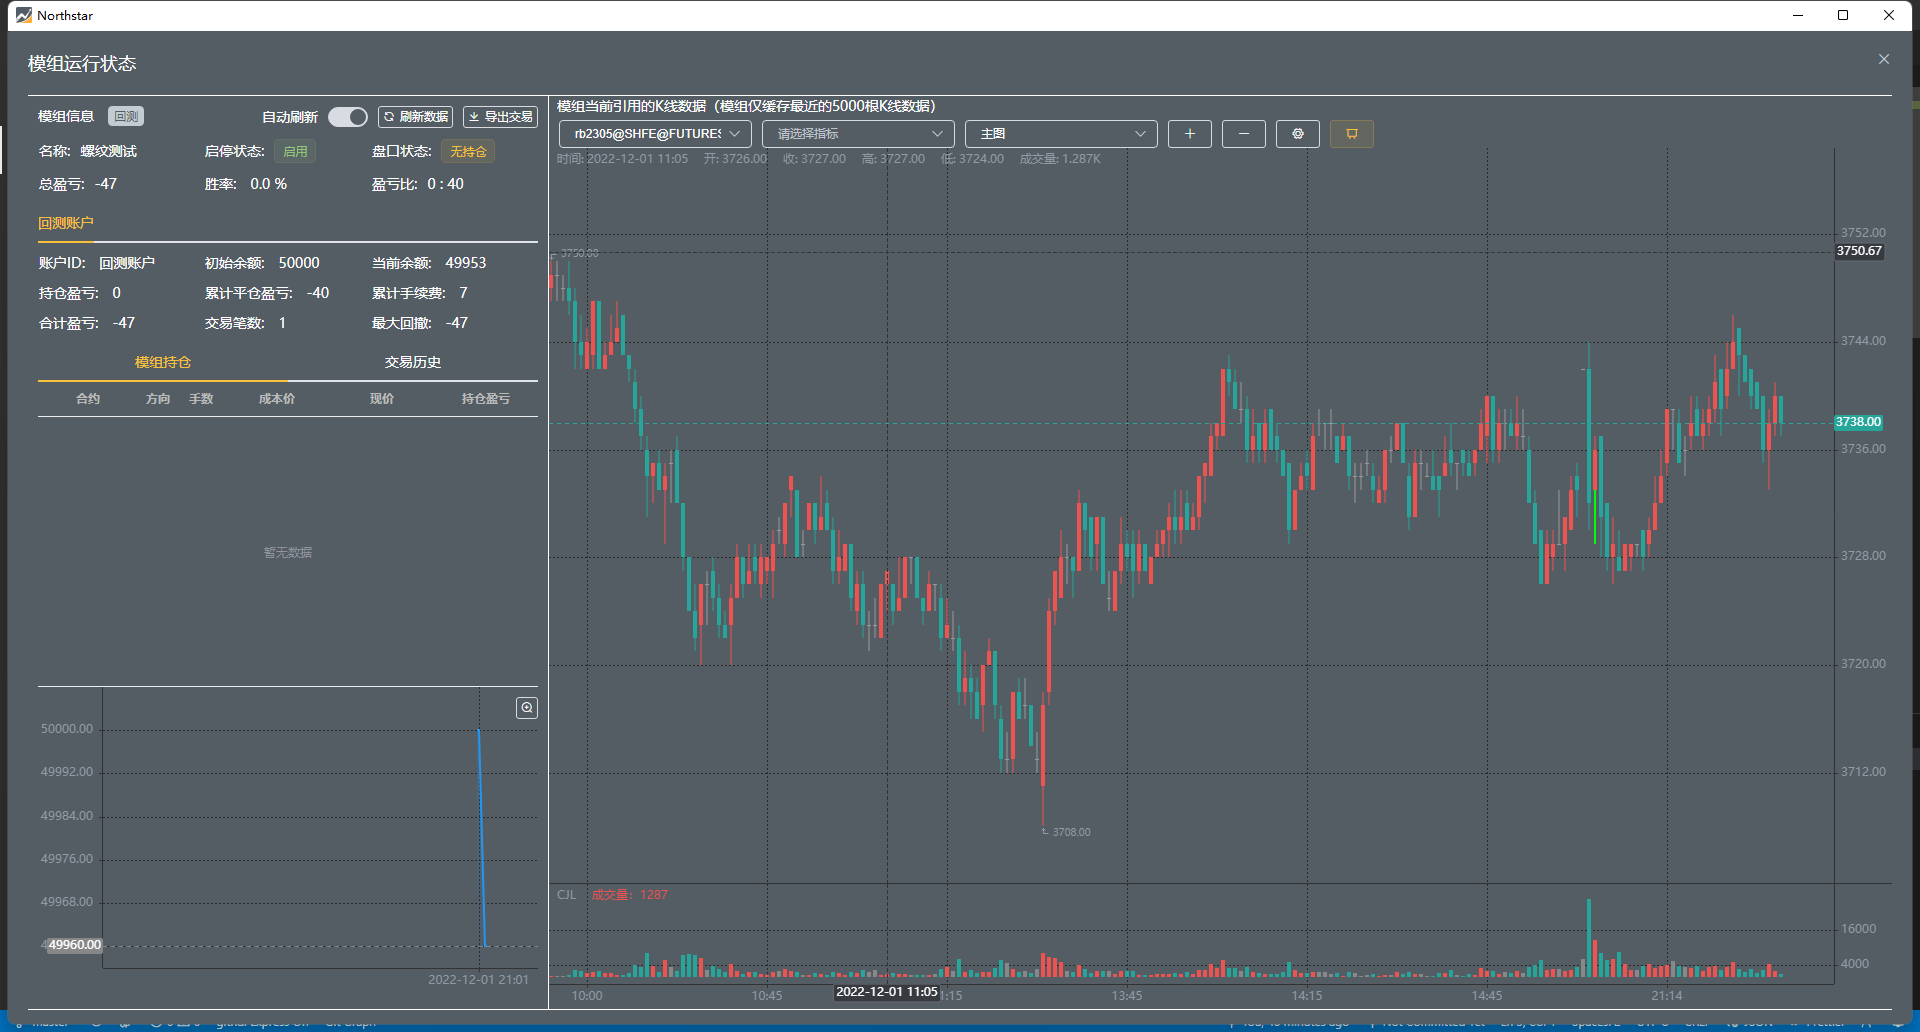 Northstar
模组运行状态
模组信息 回测 自动刷新 刷新数据 导出交易
名称: 螺纹测试 启停状态: 启用 盘口状态: 无持仓
总盈亏: -47 胜率: 0.0 % 盈亏比: 0 : 40
回测账户
账户ID: 回测账户 初始余额: 50000 当前余额: 49953
持仓盈亏: 0 累计平仓盈亏: -40 累计手续费: 7
合计盈亏: -47 交易笔数: 1 最大回撤: -47
模组持仓 交易历史
合约 方向 手数 成本价 现价 持仓盈亏
暂无数据
50000.00
49992.00
49984.00
49976.00
49968.00
49960.00
2022-12-01 21:01
模组当前引用的K线数据（模组仅缓存最近的5000根K线数据）
rb2305@SHFE@FUTURES 请选择指标 主图
时间: 2022-12-01 11:05 开: 3726.00 收: 3727.00 高: 3727.00 低: 3724.00 成交量: 1.287K
3752.00
3750.67
3750.00
3744.00
3738.00
3736.00
3728.00
3720.00
3712.00
3708.00
CJL 成交量: 1287
16000
4000
10:00 10:45 2022-12-01 11:05 :15 13:45 14:15 14:45 21:14